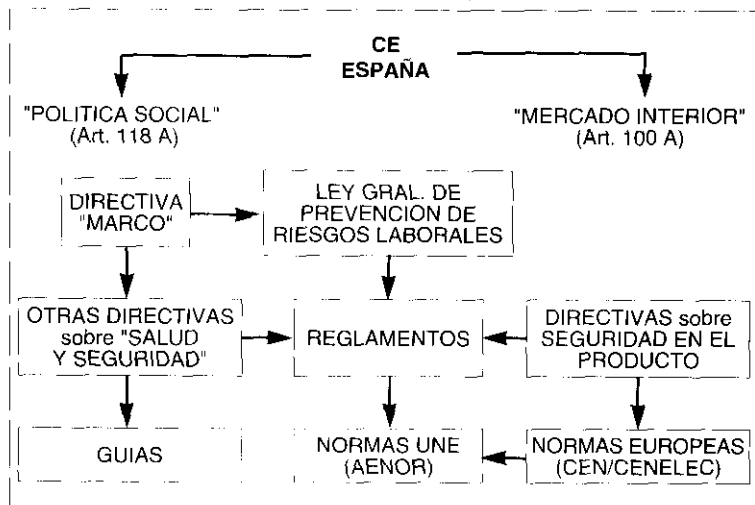 CE
ESPAÑA
"POLITICA SOCIAL"
(Art. 118 A)
"MERCADO INTERIOR"
(Art. 100 A)
DIRECTIVA
"MARCO"
LEY GRAL. DE
PREVENCION DE
RIESGOS LABORALES
OTRAS DIRECTIVAS
sobre "SALUD
Y SEGURIDAD"
REGLAMENTOS
DIRECTIVAS sobre
SEGURIDAD EN EL
PRODUCTO
GUIAS
NORMAS UNE
(AENOR)
NORMAS EUROPEAS
(CEN/CENELEC)